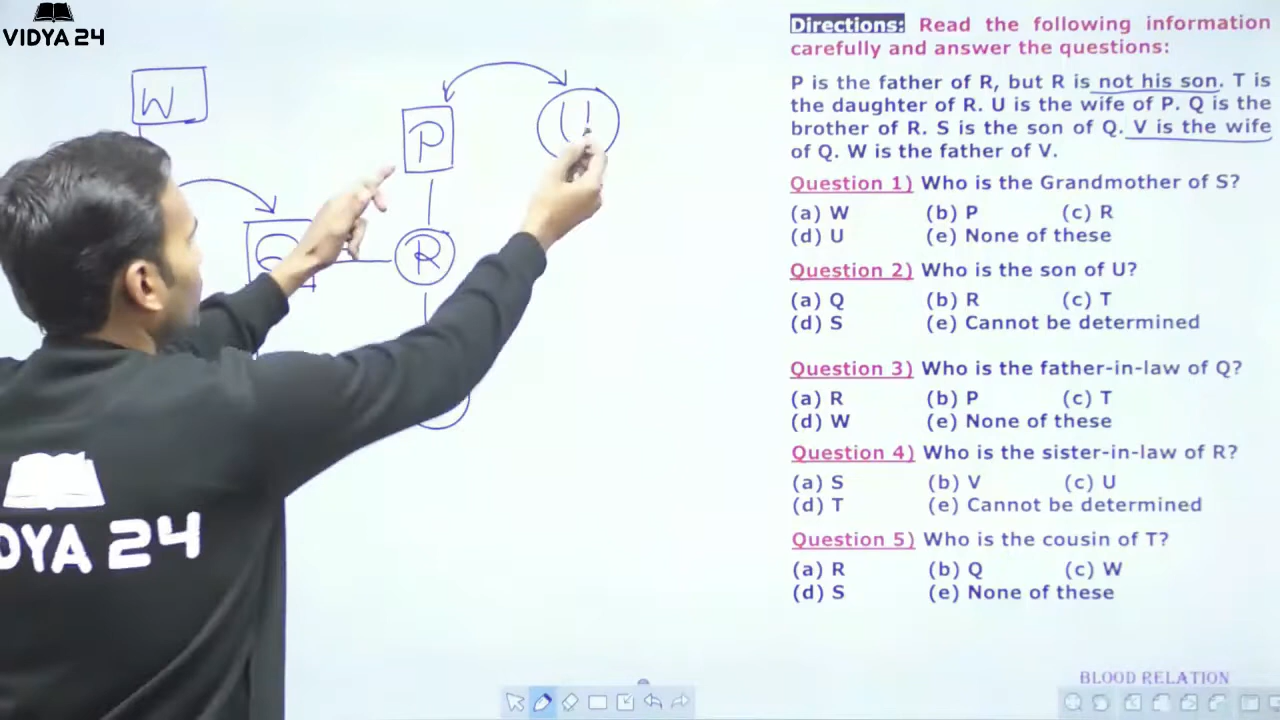 VIDYA 24
W
P
U
Q
R
DYA 24
Directions: Read the following information
carefully and answer the questions:
P is the father of R, but R is not his son. T is
the daughter of R. U is the wife of P. Q is the
brother of R. S is the son of Q. V is the wife
of Q. W is the father of V.
Question 1) Who is the Grandmother of S?
(a) W (b) P (c) R
(d) U (e) None of these
Question 2) Who is the son of U?
(a) Q (b) R (c) T
(d) S (e) Cannot be determined
Question 3) Who is the father-in-law of Q?
(a) R (b) P (c) T
(d) W (e) None of these
Question 4) Who is the sister-in-law of R?
(a) S (b) V (c) U
(d) T (e) Cannot be determined
Question 5) Who is the cousin of T?
(a) R (b) Q (c) W
(d) S (e) None of these
BLOOD RELATION